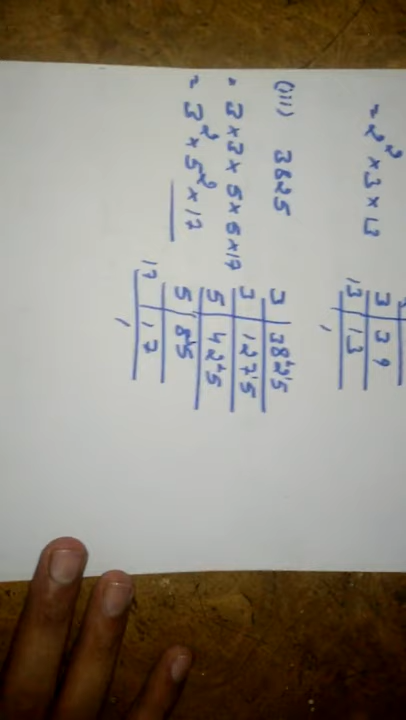 = 2² × 3 × 13
3 | 39
13 | 13
1
(iii) 3825
= 3 × 3 × 5 × 5 × 17
= 3² × 5² × 17
3 | 3825
3 | 1275
5 | 425
5 | 85
17 | 17
1